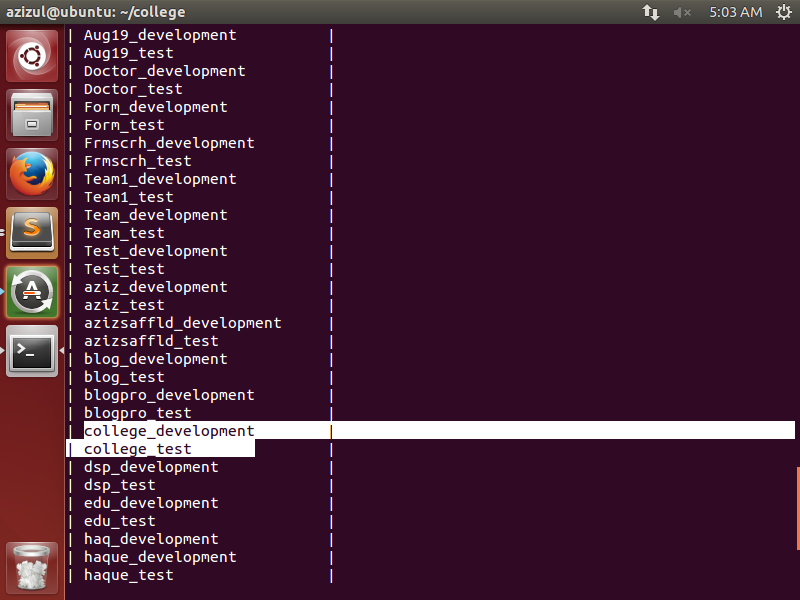 azizul@ubuntu: ~/college 5:03 AM
| Aug19_development |
| Aug19_test |
| Doctor_development |
| Doctor_test |
| Form_development |
| Form_test |
| Frmscrh_development |
| Frmscrh_test |
| Team1_development |
| Team1_test |
| Team_development |
| Team_test |
| Test_development |
| Test_test |
| aziz_development |
| aziz_test |
| azizsaffld_development |
| azizsaffld_test |
| blog_development |
| blog_test |
| blogpro_development |
| blogpro_test |
| college_development |
| college_test |
| dsp_development |
| dsp_test |
| edu_development |
| edu_test |
| haq_development |
| haque_development |
| haque_test |